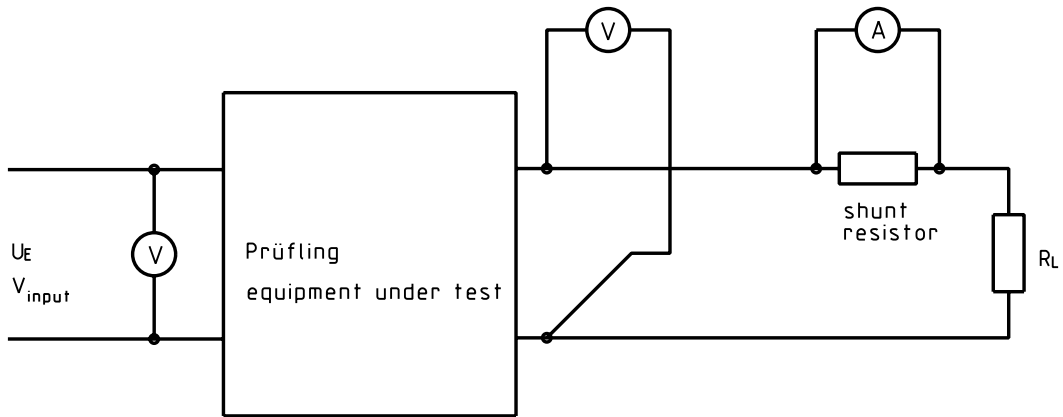 V
A
shunt
resistor
UE
Vinput
V
Prüfling
equipment under test
RL